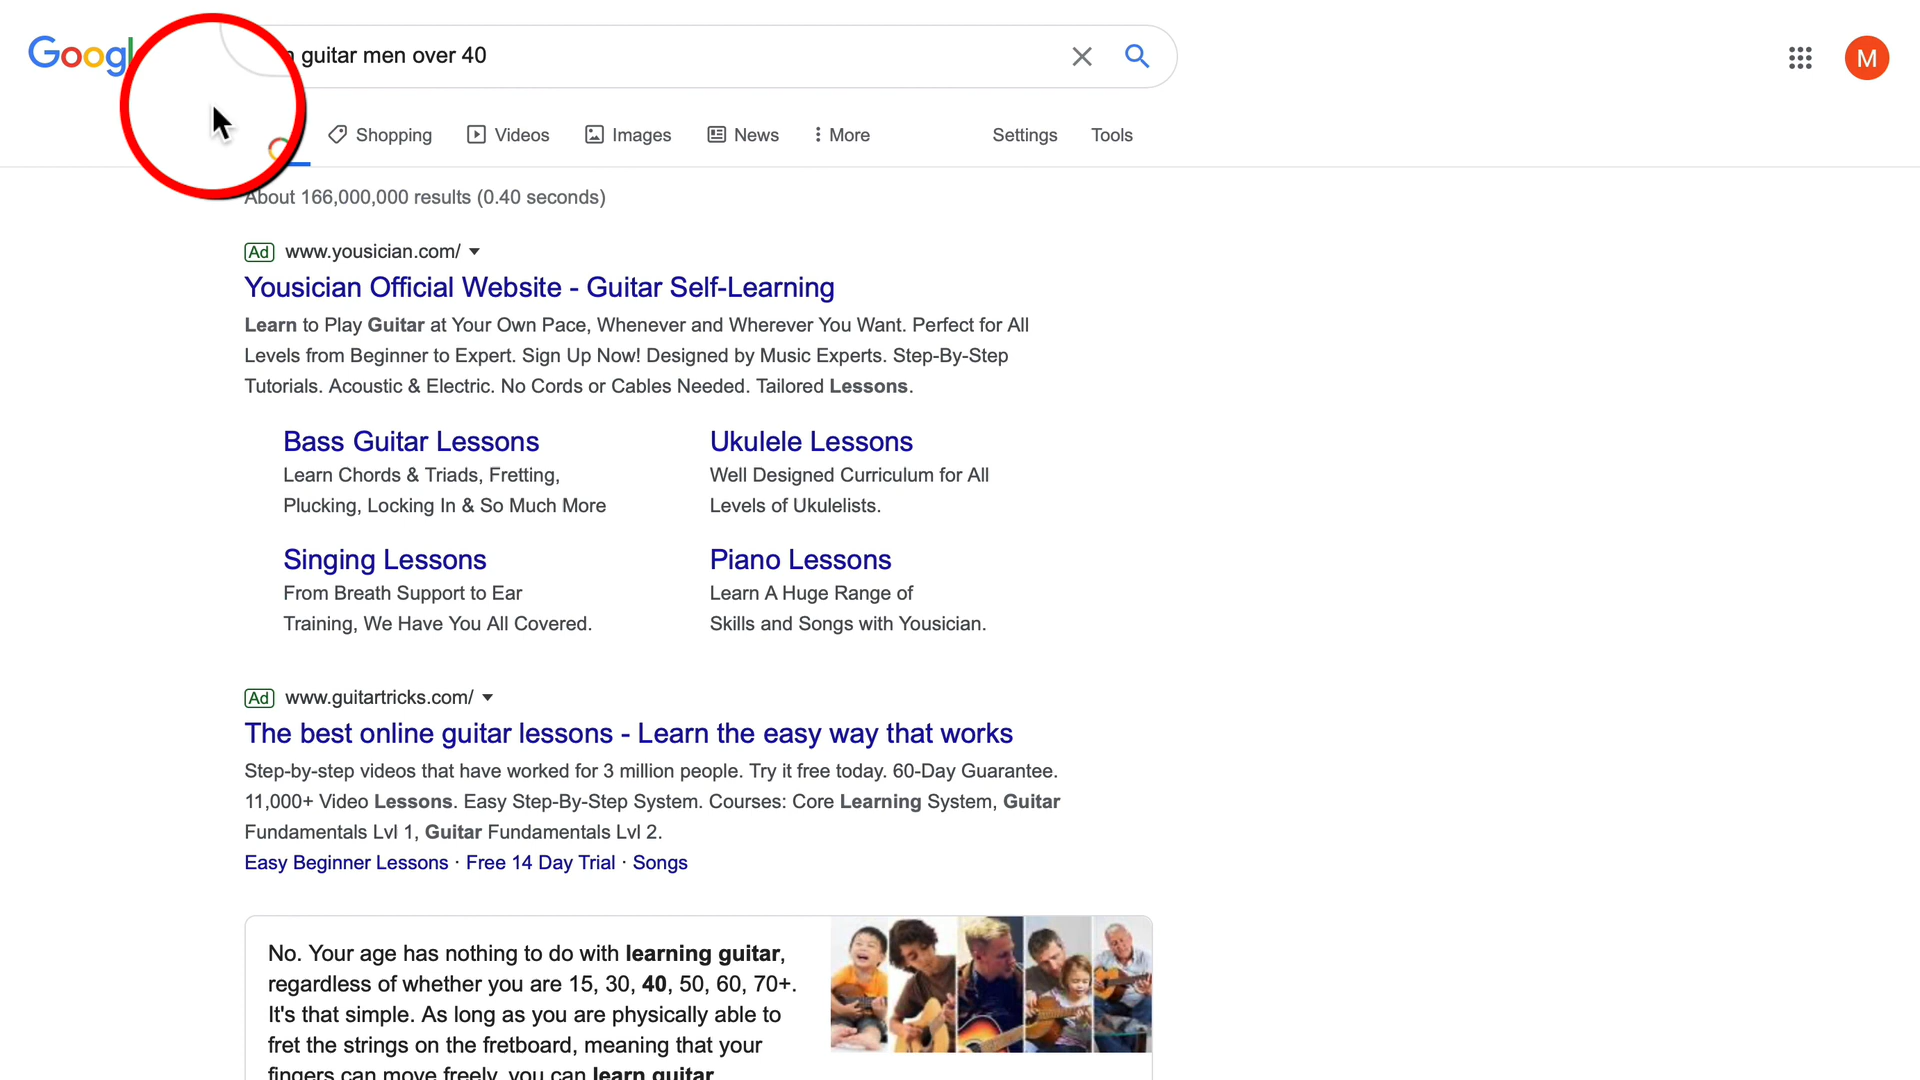 Googl
guitar men over 40
M
Shopping
Videos
Images
News
More
Settings
Tools
About 166,000,000 results (0.40 seconds)
Ad www.yousician.com/
Yousician Official Website - Guitar Self-Learning
Learn to Play Guitar at Your Own Pace, Whenever and Wherever You Want. Perfect for All
Levels from Beginner to Expert. Sign Up Now! Designed by Music Experts. Step-By-Step
Tutorials. Acoustic & Electric. No Cords or Cables Needed. Tailored Lessons.
Bass Guitar Lessons
Learn Chords & Triads, Fretting,
Plucking, Locking In & So Much More
Ukulele Lessons
Well Designed Curriculum for All
Levels of Ukulelists.
Singing Lessons
From Breath Support to Ear
Training, We Have You All Covered.
Piano Lessons
Learn A Huge Range of
Skills and Songs with Yousician.
Ad www.guitartricks.com/
The best online guitar lessons - Learn the easy way that works
Step-by-step videos that have worked for 3 million people. Try it free today. 60-Day Guarantee.
11,000+ Video Lessons. Easy Step-By-Step System. Courses: Core Learning System, Guitar
Fundamentals Lvl 1, Guitar Fundamentals Lvl 2.
Easy Beginner Lessons · Free 14 Day Trial · Songs
No. Your age has nothing to do with learning guitar,
regardless of whether you are 15, 30, 40, 50, 60, 70+.
It's that simple. As long as you are physically able to
fret the strings on the fretboard, meaning that your
fingers can move freely, you can learn guitar